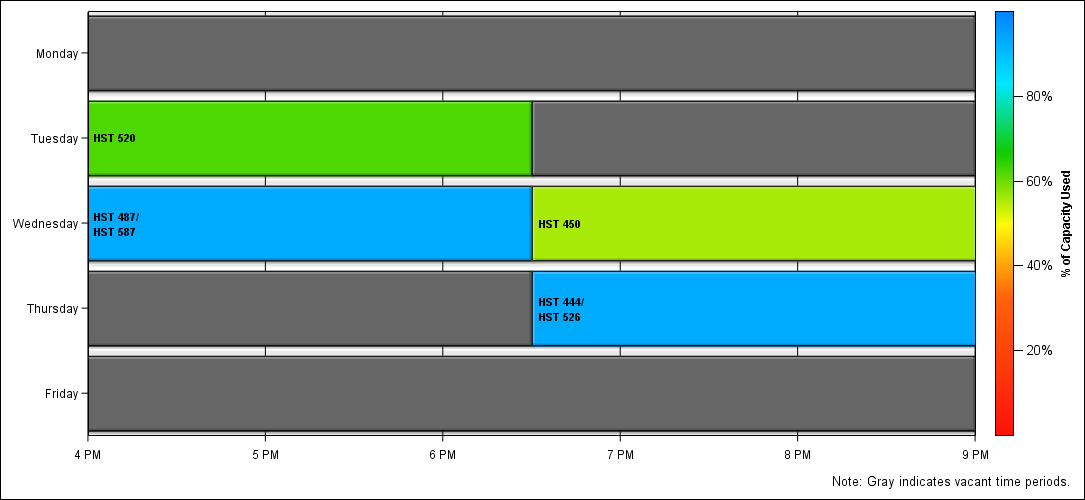 Monday
Tuesday
HST 520
Wednesday
HST 487/
HST 587
HST 450
Thursday
HST 444/
HST 526
Friday
4 PM 5 PM 6 PM 7 PM 8 PM 9 PM
80%
60%
40%
20%
% of Capacity Used
Note: Gray indicates vacant time periods.